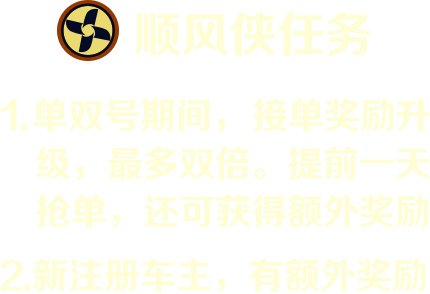 顺风侠任务
1.单双号期间，接单奖励升
级，最多双倍。提前一天
抢单，还可获得额外奖励
2.新注册车主，有额外奖励